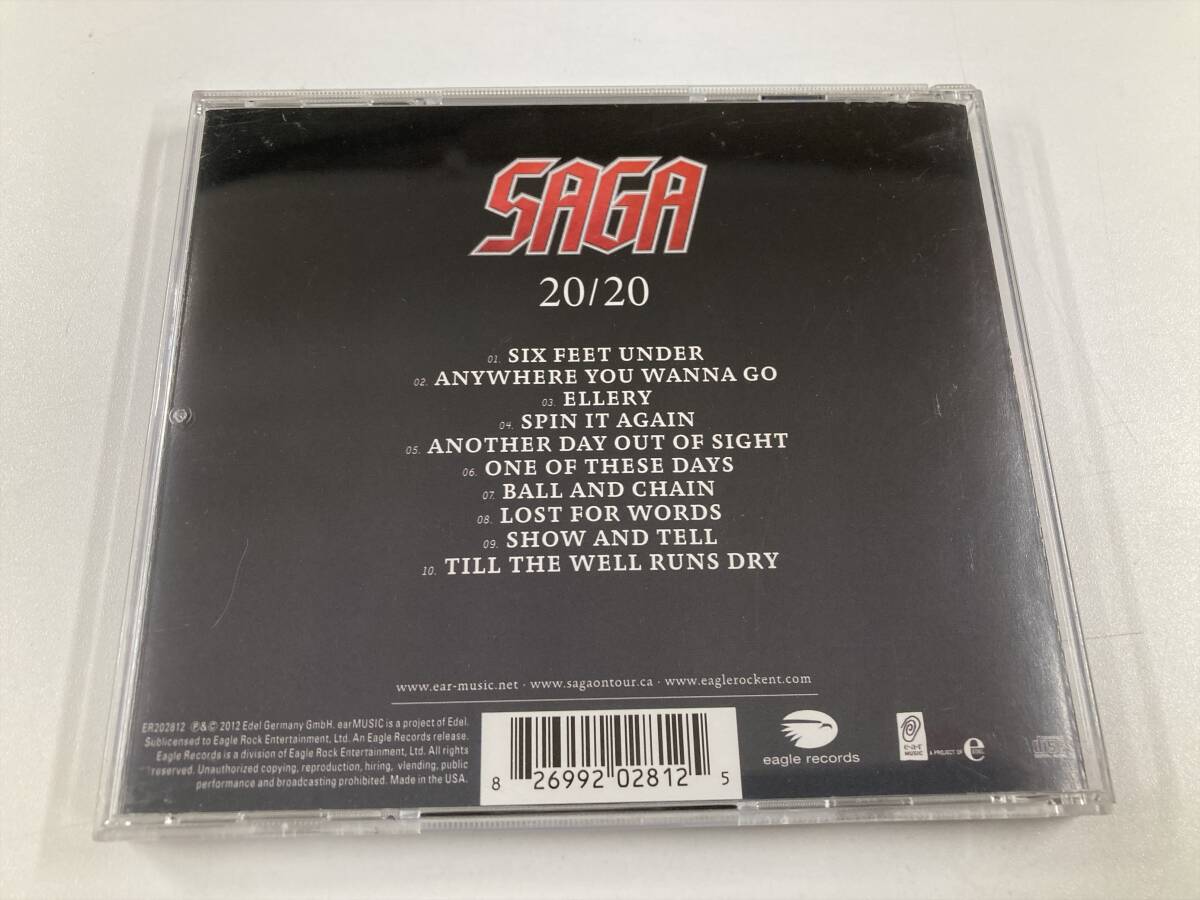 SAGA
20/20
01. SIX FEET UNDER
02. ANYWHERE YOU WANNA GO
03. ELLERY
04. SPIN IT AGAIN
05. ANOTHER DAY OUT OF SIGHT
06. ONE OF THESE DAYS
07. BALL AND CHAIN
08. LOST FOR WORDS
09. SHOW AND TELL
10. TILL THE WELL RUNS DRY
www.ear-music.net · www.sagaontour.ca · www.eaglerockent.com
ER202812 ℗&© 2012 Edel Germany GmbH. earMUSIC is a project of Edel.
Sublicensed to Eagle Rock Entertainment, Ltd. An Eagle Records release.
Eagle Records is a division of Eagle Rock Entertainment, Ltd. All rights
reserved. Unauthorized copying, reproduction, hiring, vlending, public
performance and broadcasting prohibited. Made in the USA.
8 26992 02812 5
eagle records
e·a·r
MUSIC
A PROJECT OF e EDEL